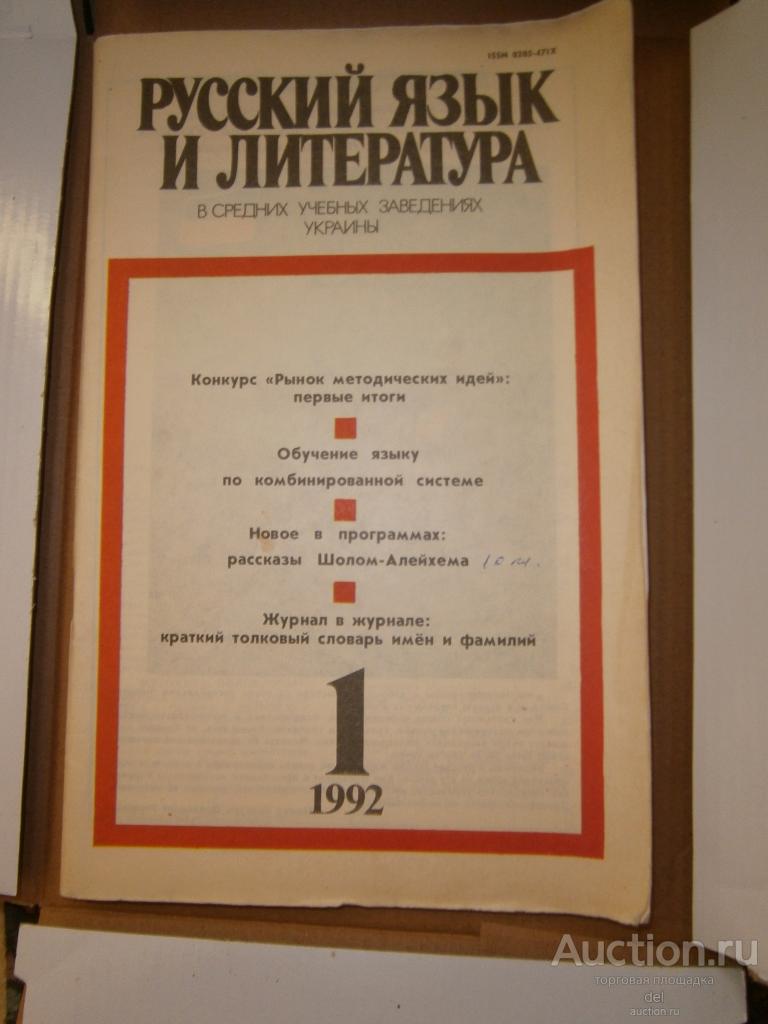 ISSN 0205-471X
РУССКИЙ ЯЗЫК
И ЛИТЕРАТУРА
В СРЕДНИХ УЧЕБНЫХ ЗАВЕДЕНИЯХ
УКРАИНЫ
Конкурс «Рынок методических идей»:
первые итоги
Обучение языку
по комбинированной системе
Новое в программах:
рассказы Шолом-Алейхема
Журнал в журнале:
краткий толковый словарь имён и фамилий
1
1992
Auction.ru
торговая площадка
del
auction.ru